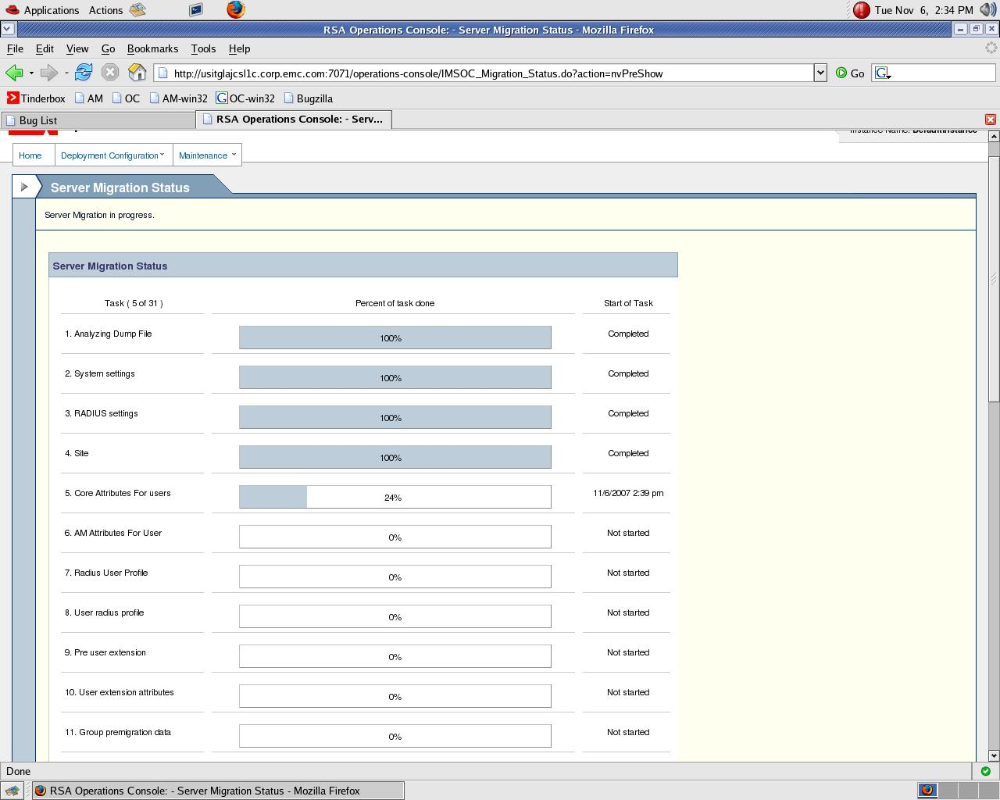 Applications Actions Tue Nov 6, 2:34 PM
RSA Operations Console: - Server Migration Status - Mozilla Firefox
File Edit View Go Bookmarks Tools Help
http://usitglajcsl1c.corp.emc.com:7071/operations-console/IMSOC_Migration_Status.do?action=nvPreShow Go G
Tinderbox AM OC AM-win32 OC-win32 Bugzilla
Bug List RSA Operations Console: - Serv...
Instance Name: DefaultInstance
Home Deployment Configuration Maintenance
Server Migration Status
Server Migration in progress.
Server Migration Status
Task ( 5 of 31 ) Percent of task done Start of Task
1. Analyzing Dump File 100% Completed
2. System settings 100% Completed
3. RADIUS settings 100% Completed
4. Site 100% Completed
5. Core Attributes For users 24% 11/6/2007 2:39 pm
6. AM Attributes For User 0% Not started
7. Radius User Profile 0% Not started
8. User radius profile 0% Not started
9. Pre user extension 0% Not started
10. User extension attributes 0% Not started
11. Group premigration data 0% Not started
Done
RSA Operations Console: - Server Migration Status - Mozilla Firefox